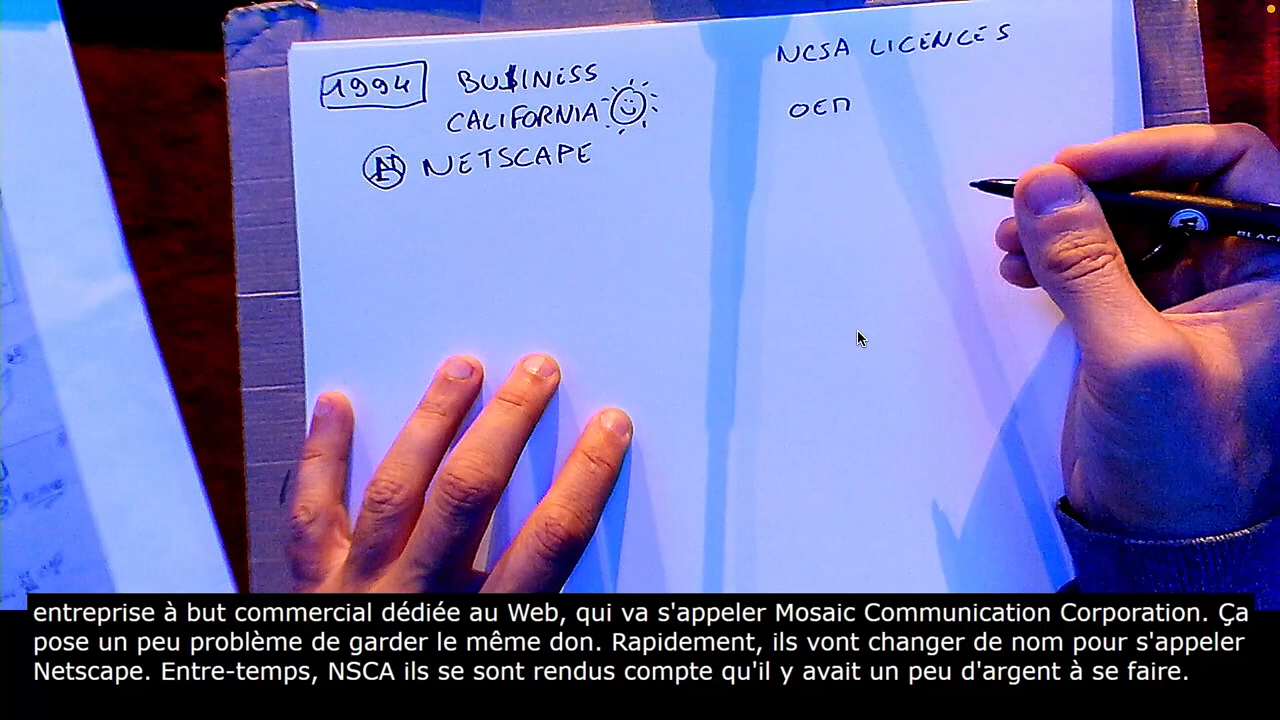 1994 BUSINESS
CALIFORNIA
N NETSCAPE
NCSA LICENCES
OEM
BLAC
entreprise à but commercial dédiée au Web, qui va s'appeler Mosaic Communication Corporation. Ça
pose un peu problème de garder le même don. Rapidement, ils vont changer de nom pour s'appeler
Netscape. Entre-temps, NSCA ils se sont rendus compte qu'il y avait un peu d'argent à se faire.